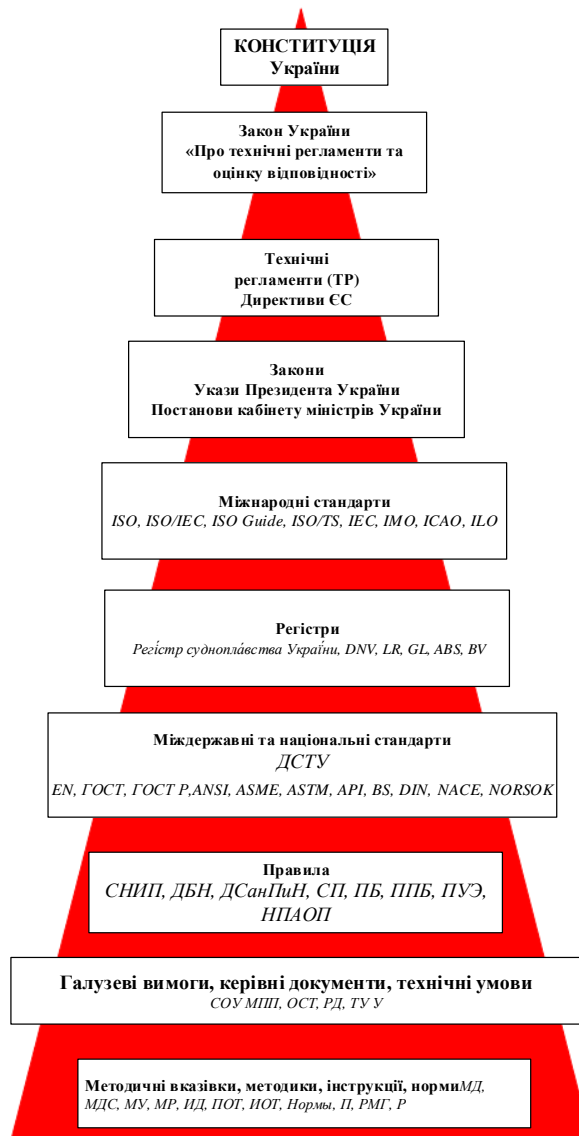 КОНСТИТУЦІЯ
України
Закон України
«Про технічні регламенти та
оцінку відповідності»
Технічні
регламенти (ТР)
Директиви ЄС
Закони
Укази Президента України
Постанови кабінету міністрів України
Міжнародні стандарти
ISO, ISO/IEC, ISO Guide, ISO/TS, IEC, IMO, ICAO, ILO
Регістри
Регі́стр суднопла́вства Украї́ни, DNV, LR, GL, ABS, BV
Міждержавні та національні стандарти
ДСТУ
EN, ГОСТ, ГОСТ Р,ANSI, ASME, ASTM, API, BS, DIN, NACE, NORSOK
Правила
СНИП, ДБН, ДСанПиН, СП, ПБ, ППБ, ПУЭ,
НПАОП
Галузеві вимоги, керівні документи, технічні умови
СОУ МПП, ОСТ, РД, ТУ У
Методичні вказівки, методики, інструкції, нормиМД,
МДС, МУ, МР, ИД, ПОТ, ИОТ, Нормы, П, РМГ, Р